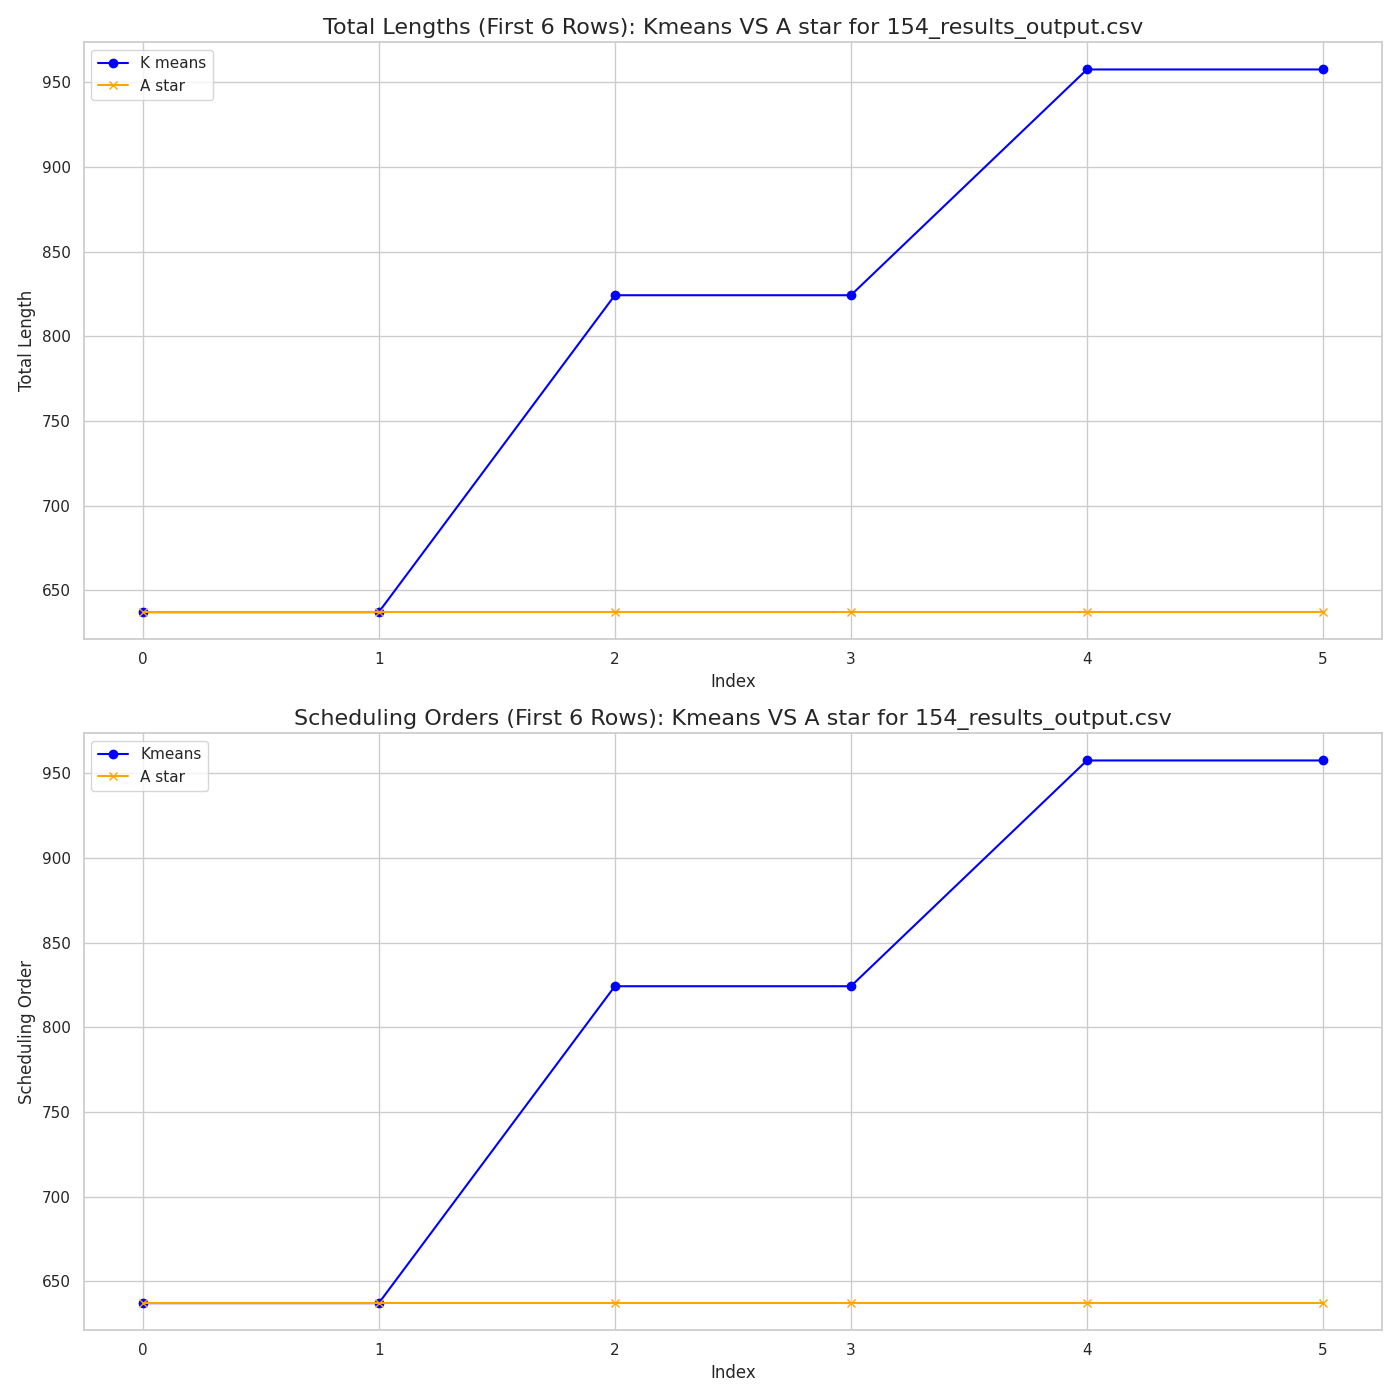 Total Lengths (First 6 Rows): Kmeans VS A star for 154_results_output.csv
K means
A star
950
900
850
800
750
700
650
Total Length
0 1 2 3 4 5
Index
Scheduling Orders (First 6 Rows): Kmeans VS A star for 154_results_output.csv
Kmeans
A star
950
900
850
800
750
700
650
Scheduling Order
0 1 2 3 4 5
Index